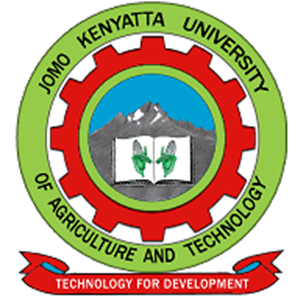 JOMO KENYATTA UNIVERSITY
OF AGRICULTURE AND TECHNOLOGY
TECHNOLOGY FOR DEVELOPMENT